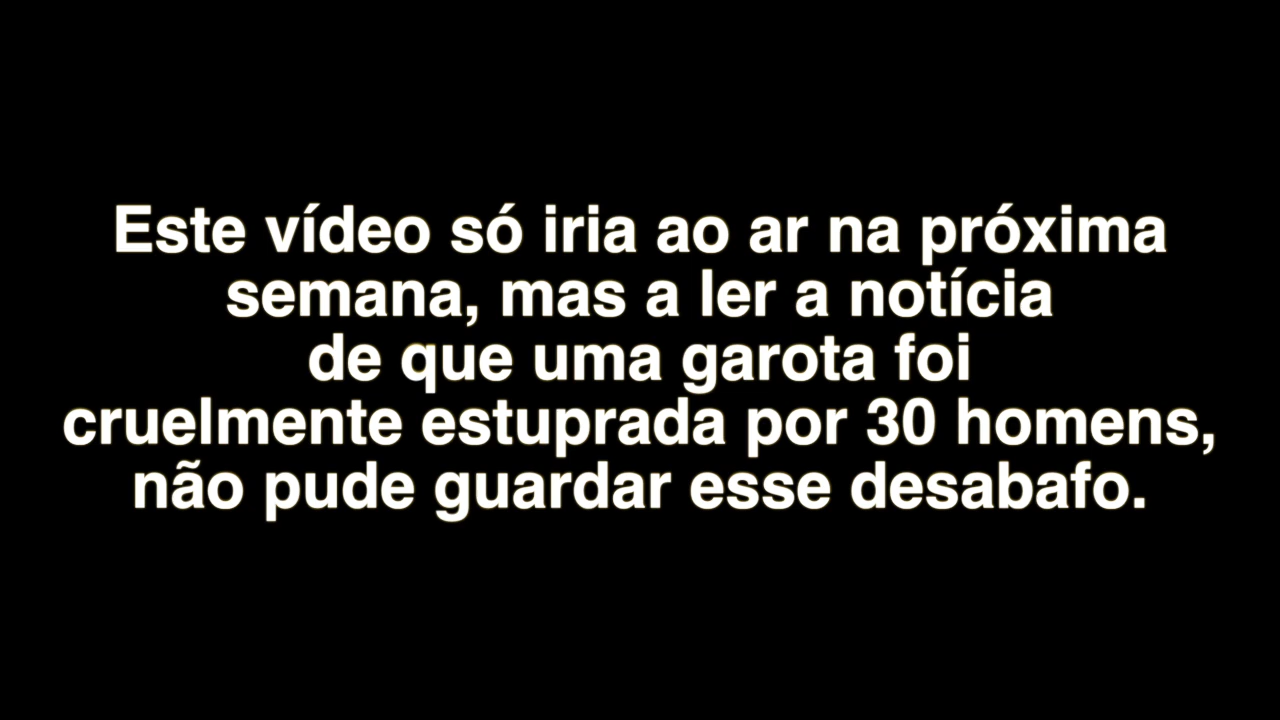 Este vídeo só iria ao ar na próxima
semana, mas a ler a notícia
de que uma garota foi
cruelmente estuprada por 30 homens,
não pude guardar esse desabafo.